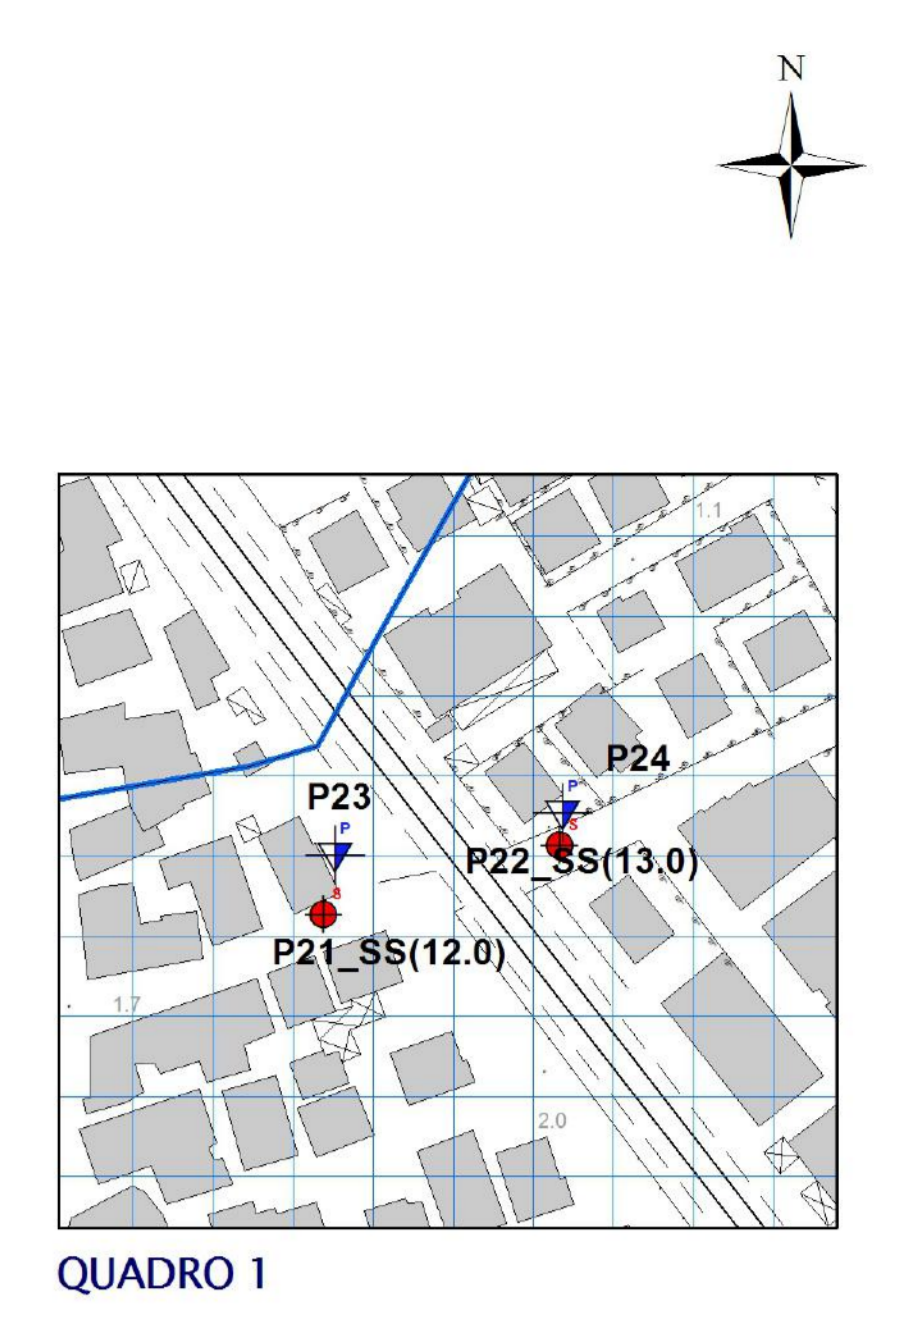 N
1.1
P24
P
P23
S
P
P22_SS(13.0)
S
P21_SS(12.0)
1.7
2.0
QUADRO 1